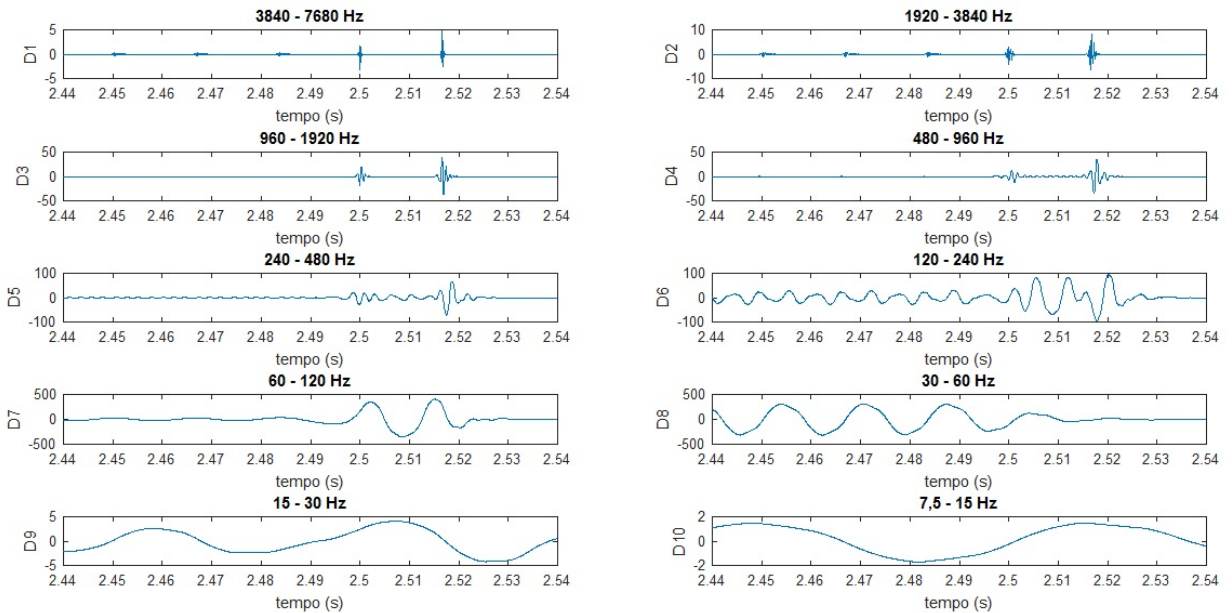 3840 - 7680 Hz
5
0
-5
D1
2.44 2.45 2.46 2.47 2.48 2.49 2.5 2.51 2.52 2.53 2.54
tempo (s)
1920 - 3840 Hz
10
0
-10
D2
2.44 2.45 2.46 2.47 2.48 2.49 2.5 2.51 2.52 2.53 2.54
tempo (s)
960 - 1920 Hz
50
0
-50
D3
2.44 2.45 2.46 2.47 2.48 2.49 2.5 2.51 2.52 2.53 2.54
tempo (s)
480 - 960 Hz
50
0
-50
D4
2.44 2.45 2.46 2.47 2.48 2.49 2.5 2.51 2.52 2.53 2.54
tempo (s)
240 - 480 Hz
100
0
-100
D5
2.44 2.45 2.46 2.47 2.48 2.49 2.5 2.51 2.52 2.53 2.54
tempo (s)
120 - 240 Hz
100
0
-100
D6
2.44 2.45 2.46 2.47 2.48 2.49 2.5 2.51 2.52 2.53 2.54
tempo (s)
60 - 120 Hz
500
0
-500
D7
2.44 2.45 2.46 2.47 2.48 2.49 2.5 2.51 2.52 2.53 2.54
tempo (s)
30 - 60 Hz
500
0
-500
D8
2.44 2.45 2.46 2.47 2.48 2.49 2.5 2.51 2.52 2.53 2.54
tempo (s)
15 - 30 Hz
5
0
-5
D9
2.44 2.45 2.46 2.47 2.48 2.49 2.5 2.51 2.52 2.53 2.54
tempo (s)
7,5 - 15 Hz
2
0
-2
D10
2.44 2.45 2.46 2.47 2.48 2.49 2.5 2.51 2.52 2.53 2.54
tempo (s)